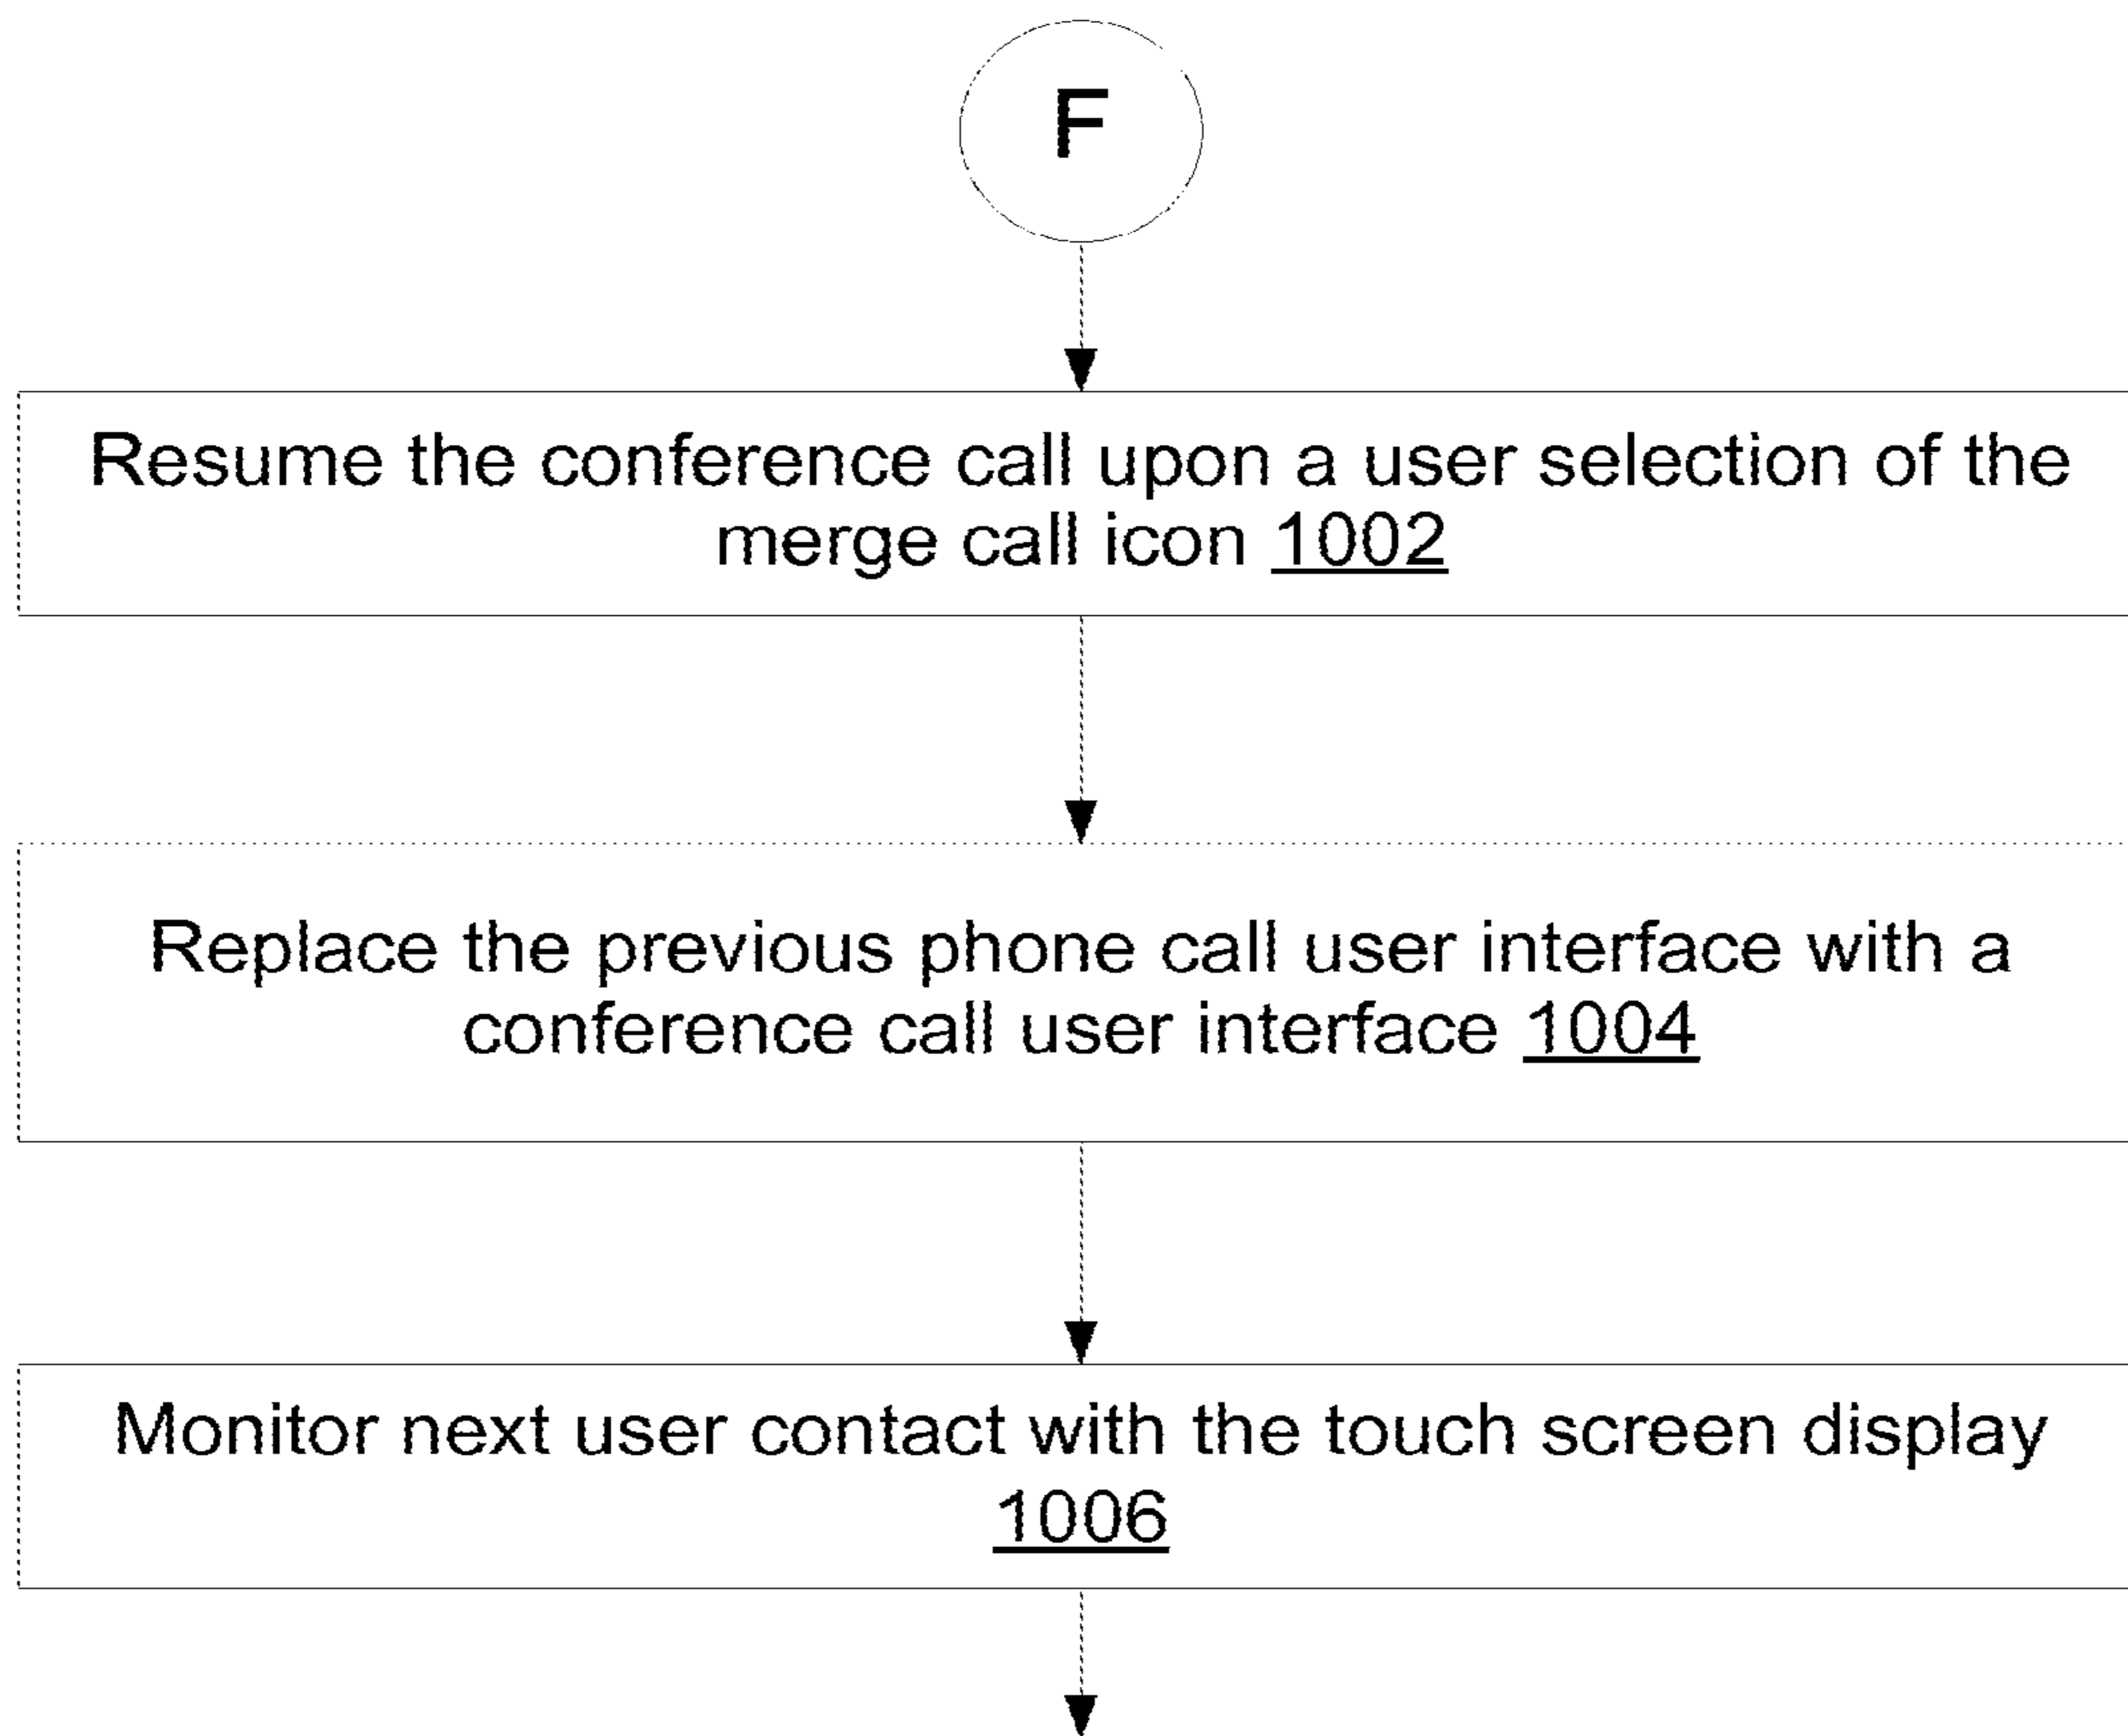 F
Resume the conference call upon a user selection of the
merge call icon 1002
Replace the previous phone call user interface with a
conference call user interface 1004
Monitor next user contact with the touch screen display
1006